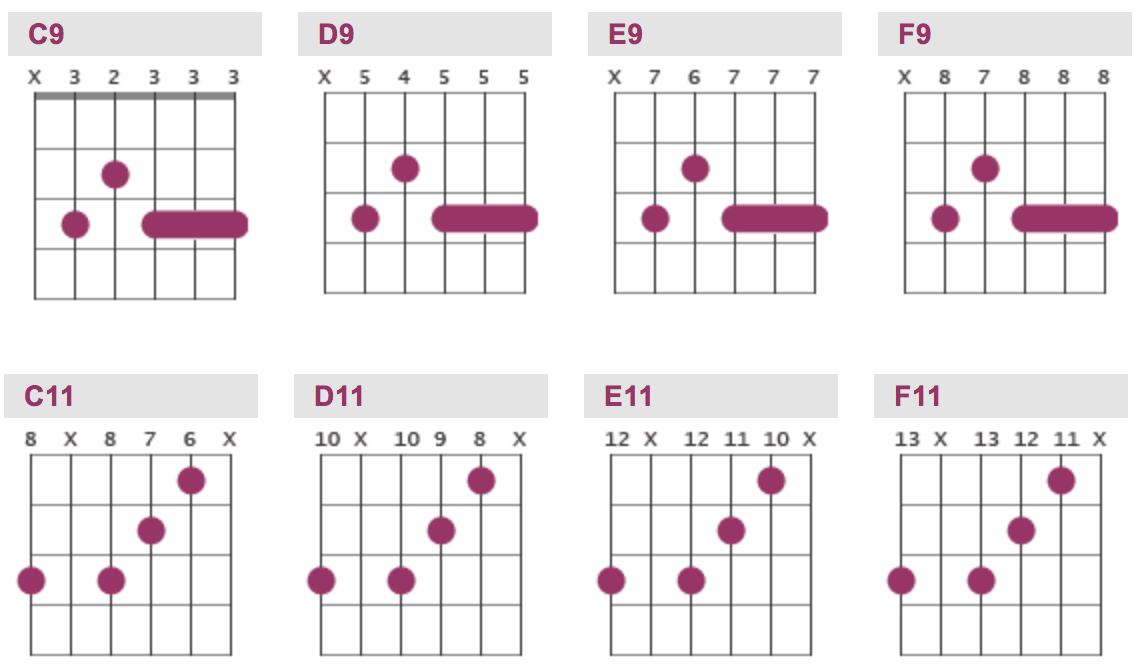 C9 D9 E9 F9
X 3 2 3 3 3 X 5 4 5 5 5 X 7 6 7 7 7 X 8 7 8 8 8
C11 D11 E11 F11
8 X 8 7 6 X 10 X 10 9 8 X 12 X 12 11 10 X 13 X 13 12 11 X